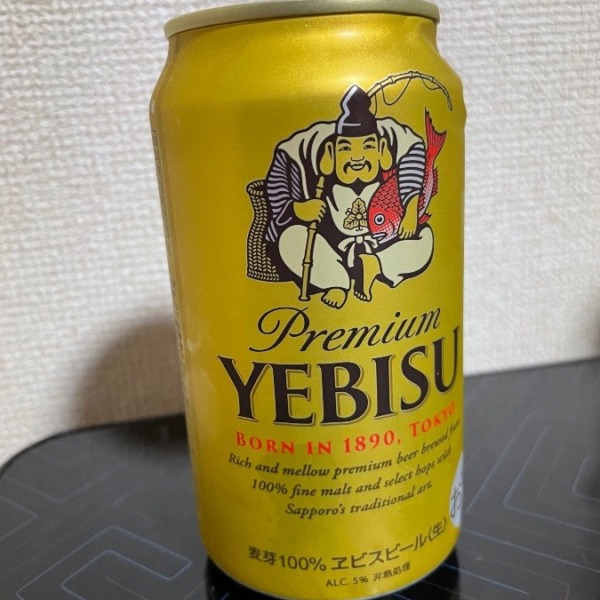 Premium
YEBISU
BORN IN 1890, TOKYO
Rich and mellow premium beer brewed from
100% fine malt and select hops with
Sapporo's traditional art.
お
麦芽100% ヱビスビール〈生〉
ALC. 5% 非熱処理